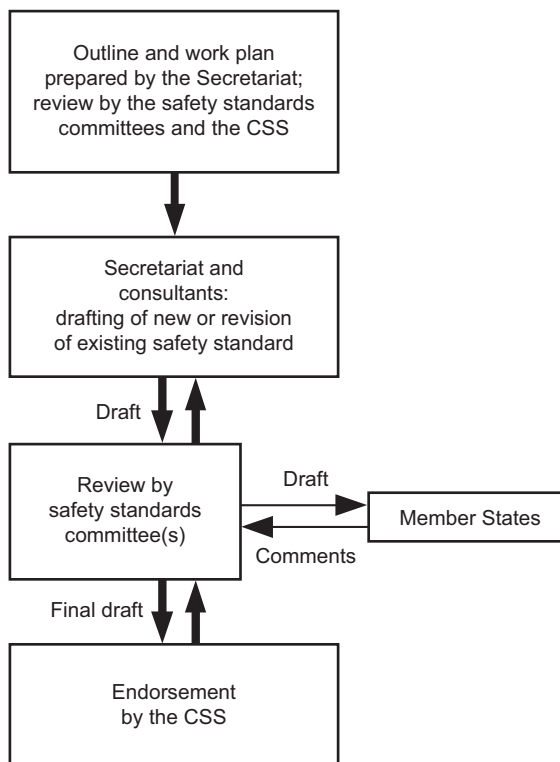 Outline and work plan
prepared by the Secretariat;
review by the safety standards
committees and the CSS
Secretariat and
consultants:
drafting of new or revision
of existing safety standard
Draft
Review by
safety standards
committee(s)
Draft
Member States
Comments
Final draft
Endorsement
by the CSS